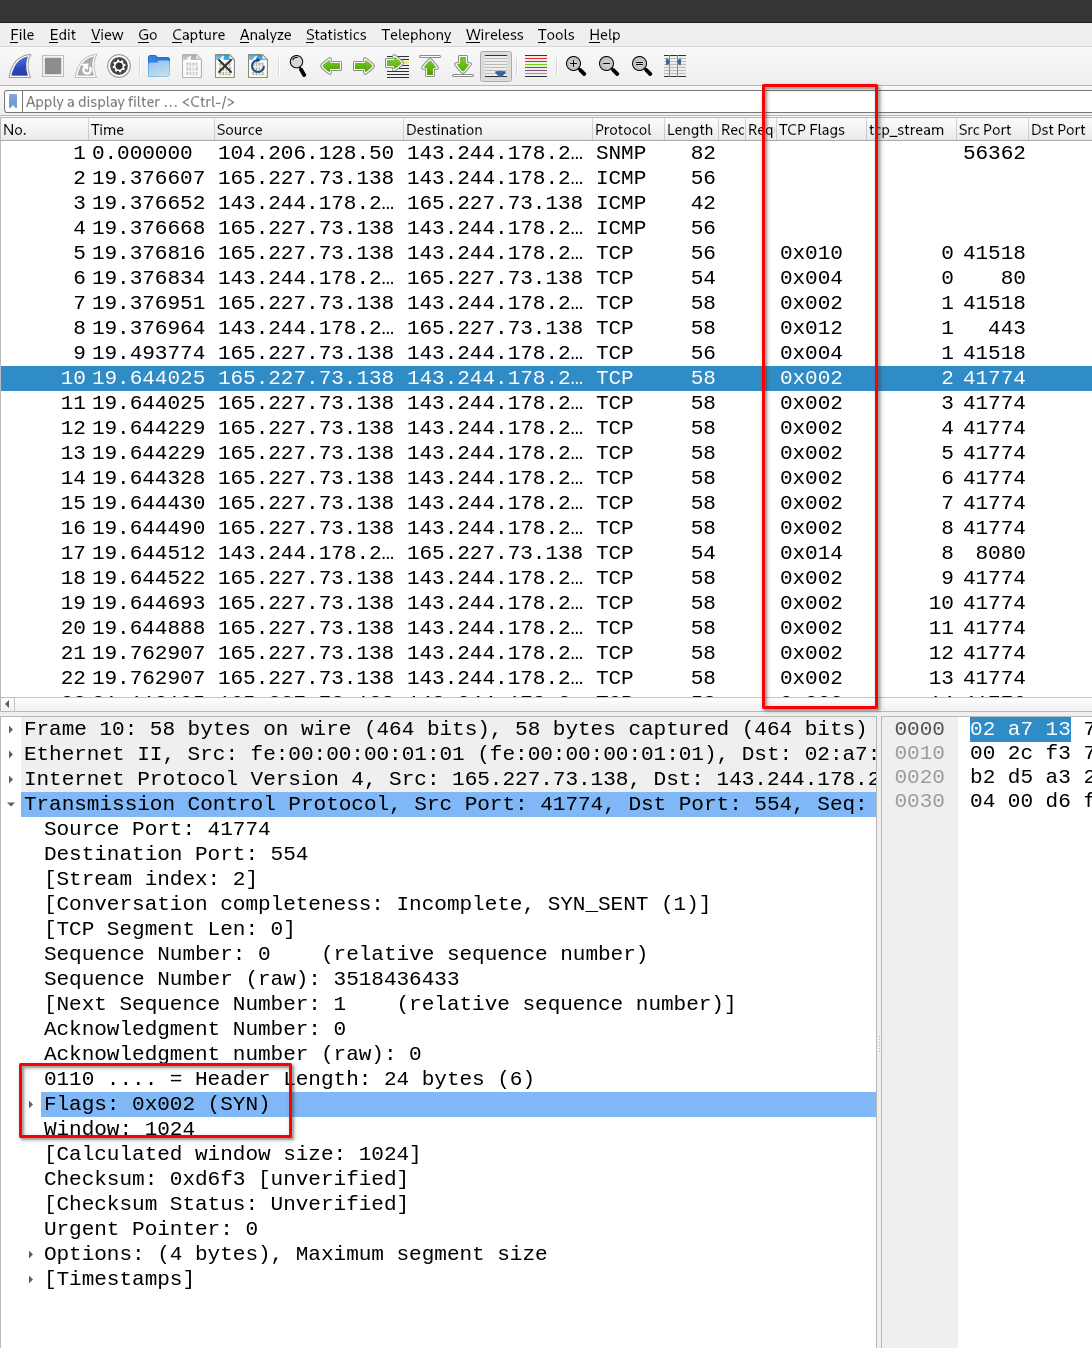 File Edit View Go Capture Analyze Statistics Telephony Wireless Tools Help
Apply a display filter … <Ctrl-/>
No. Time Source Destination Protocol Length Rec Req TCP Flags tcp_stream Src Port Dst Port
1 0.000000 104.206.128.50 143.244.178.2… SNMP 82 56362
2 19.376607 165.227.73.138 143.244.178.2… ICMP 56
3 19.376652 143.244.178.2… 165.227.73.138 ICMP 42
4 19.376668 165.227.73.138 143.244.178.2… ICMP 56
5 19.376816 165.227.73.138 143.244.178.2… TCP 56 0x010 0 41518
6 19.376834 143.244.178.2… 165.227.73.138 TCP 54 0x004 0 80
7 19.376951 165.227.73.138 143.244.178.2… TCP 58 0x002 1 41518
8 19.376964 143.244.178.2… 165.227.73.138 TCP 58 0x012 1 443
9 19.493774 165.227.73.138 143.244.178.2… TCP 56 0x004 1 41518
10 19.644025 165.227.73.138 143.244.178.2… TCP 58 0x002 2 41774
11 19.644025 165.227.73.138 143.244.178.2… TCP 58 0x002 3 41774
12 19.644229 165.227.73.138 143.244.178.2… TCP 58 0x002 4 41774
13 19.644229 165.227.73.138 143.244.178.2… TCP 58 0x002 5 41774
14 19.644328 165.227.73.138 143.244.178.2… TCP 58 0x002 6 41774
15 19.644430 165.227.73.138 143.244.178.2… TCP 58 0x002 7 41774
16 19.644490 165.227.73.138 143.244.178.2… TCP 58 0x002 8 41774
17 19.644512 143.244.178.2… 165.227.73.138 TCP 54 0x014 8 8080
18 19.644522 165.227.73.138 143.244.178.2… TCP 58 0x002 9 41774
19 19.644693 165.227.73.138 143.244.178.2… TCP 58 0x002 10 41774
20 19.644888 165.227.73.138 143.244.178.2… TCP 58 0x002 11 41774
21 19.762907 165.227.73.138 143.244.178.2… TCP 58 0x002 12 41774
22 19.762907 165.227.73.138 143.244.178.2… TCP 58 0x002 13 41774
Frame 10: 58 bytes on wire (464 bits), 58 bytes captured (464 bits)
Ethernet II, Src: fe:00:00:00:01:01 (fe:00:00:00:01:01), Dst: 02:a7:
Internet Protocol Version 4, Src: 165.227.73.138, Dst: 143.244.178.2
Transmission Control Protocol, Src Port: 41774, Dst Port: 554, Seq:
Source Port: 41774
Destination Port: 554
[Stream index: 2]
[Conversation completeness: Incomplete, SYN_SENT (1)]
[TCP Segment Len: 0]
Sequence Number: 0 (relative sequence number)
Sequence Number (raw): 3518436433
[Next Sequence Number: 1 (relative sequence number)]
Acknowledgment Number: 0
Acknowledgment number (raw): 0
0110 .... = Header Length: 24 bytes (6)
Flags: 0x002 (SYN)
Window: 1024
[Calculated window size: 1024]
Checksum: 0xd6f3 [unverified]
[Checksum Status: Unverified]
Urgent Pointer: 0
Options: (4 bytes), Maximum segment size
[Timestamps]
0000 02 a7 13 7
0010 00 2c f3 7
0020 b2 d5 a3 2
0030 04 00 d6 f